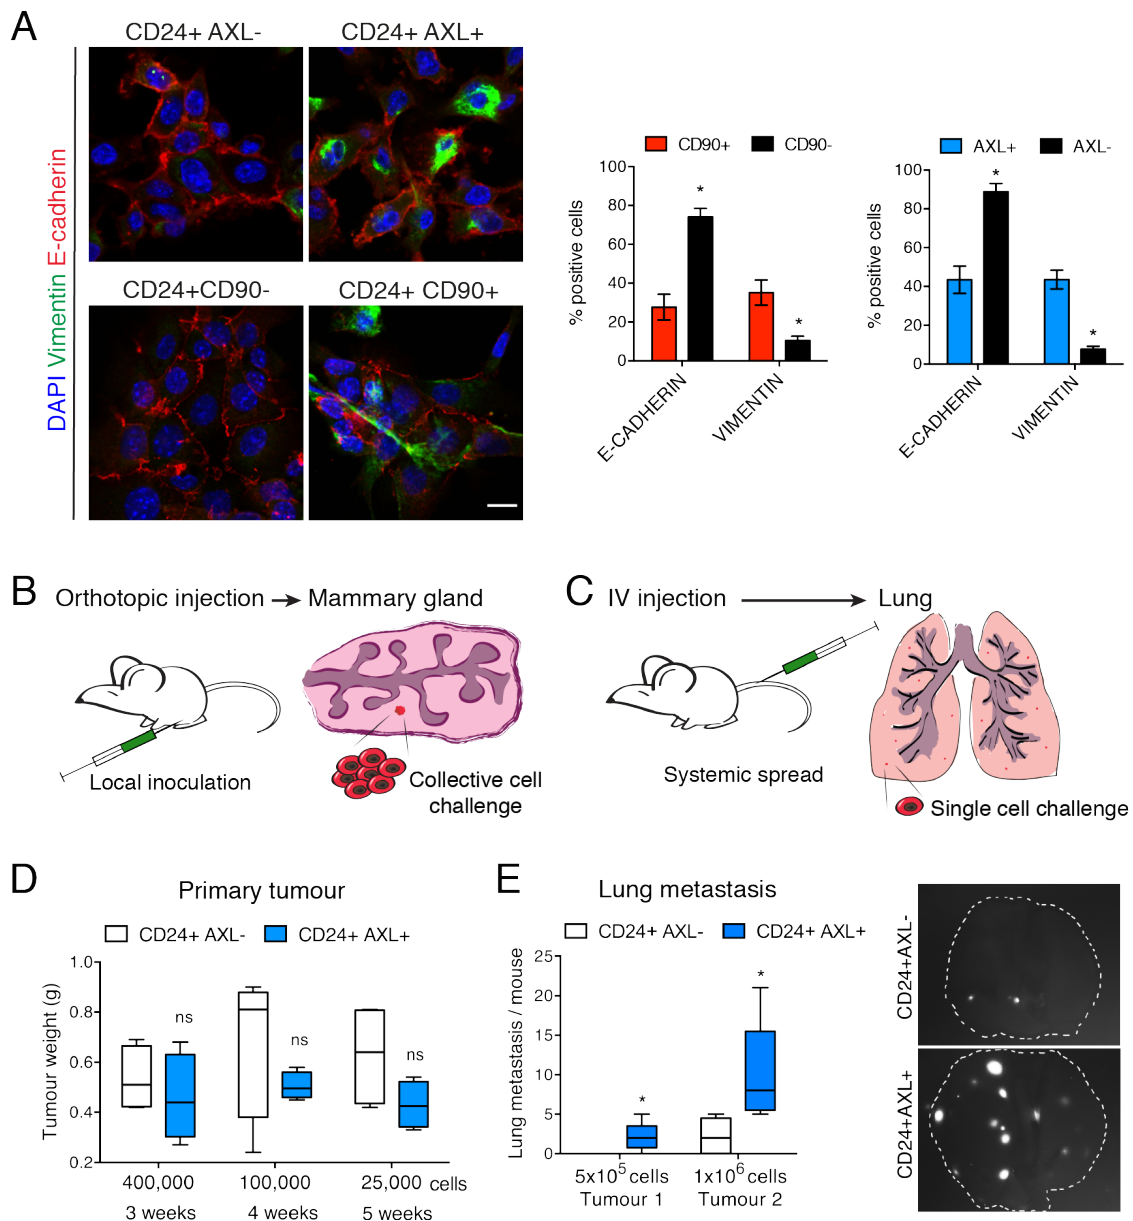 A
CD24+ AXL-
CD24+ AXL+
CD24+CD90-
CD24+ CD90+
DAPI Vimentin E-cadherin
CD90+ CD90-
% positive cells
100
80
60
40
20
0
*
*
E-CADHERIN
VIMENTIN
AXL+ AXL-
% positive cells
100
80
60
40
20
0
*
*
E-CADHERIN
VIMENTIN
B
Orthotopic injection
Mammary gland
Local inoculation
Collective cell
challenge
C
IV injection
Lung
Systemic spread
Single cell challenge
D
Primary tumour
CD24+ AXL- CD24+ AXL+
Tumour weight (g)
1.0
0.8
0.6
0.4
0.2
ns
ns
ns
400,000 100,000 25,000 cells
3 weeks 4 weeks 5 weeks
E
Lung metastasis
CD24+ AXL- CD24+ AXL+
Lung metastasis / mouse
25
20
15
10
5
0
*
*
5x10⁵ cells 1x10⁶ cells
Tumour 1 Tumour 2
CD24+AXL-
CD24+AXL+